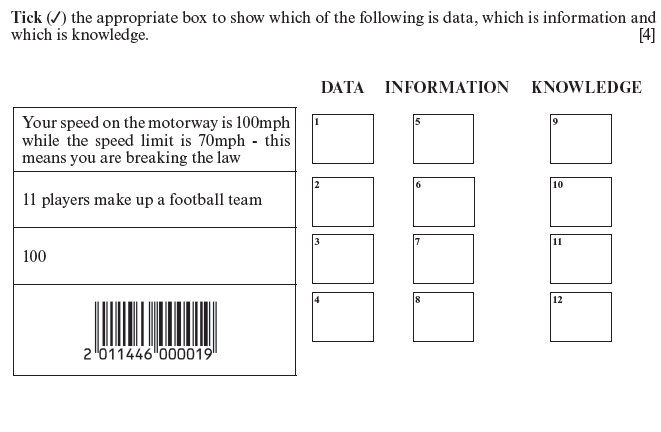 Tick (✓) the appropriate box to show which of the following is data, which is information and
which is knowledge. [4]
DATA INFORMATION KNOWLEDGE
Your speed on the motorway is 100mph
while the speed limit is 70mph - this
means you are breaking the law
1 5 9
11 players make up a football team
2 6 10
100
3 7 11
2 011446 000019
4 8 12